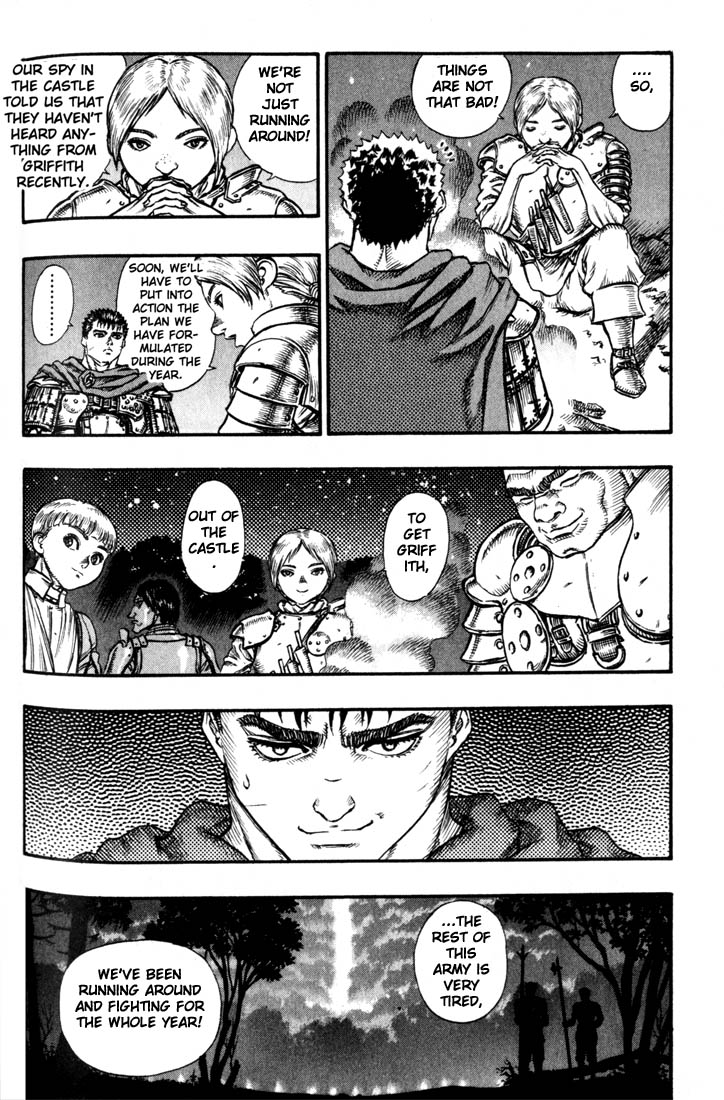 ....
SO,
THINGS
ARE NOT
THAT BAD!
WE'RE
NOT
JUST
RUNNING
AROUND!
OUR SPY IN
THE CASTLE
TOLD US THAT
THEY HAVEN'T
HEARD ANY-
THING FROM
GRIFFITH
RECENTLY.
SOON, WE'LL
HAVE TO
PUT INTO
ACTION THE
PLAN WE
HAVE FOR-
MULATED
DURING THE
YEAR.
.........
TO
GET
GRIFF
ITH,
OUT OF
THE
CASTLE
.
...THE
REST OF
THIS
ARMY IS
VERY
TIRED,
WE'VE BEEN
RUNNING AROUND
AND FIGHTING FOR
THE WHOLE YEAR!